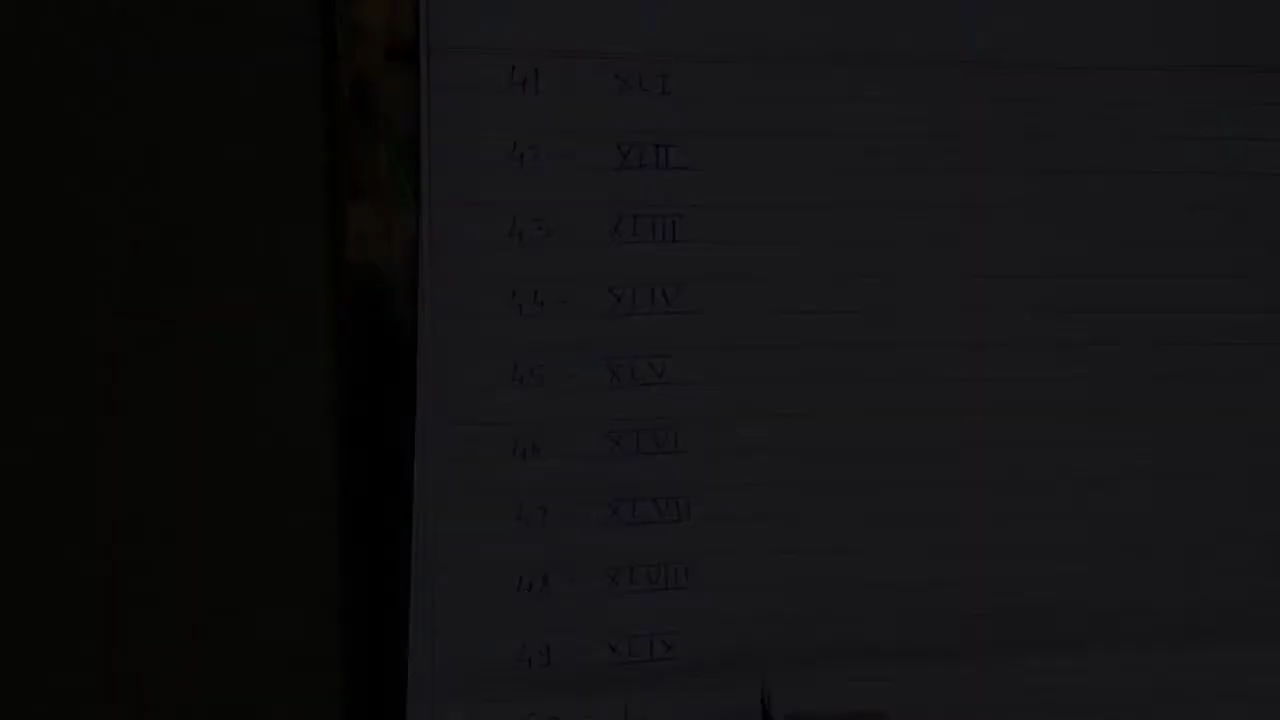 41 XLI
42 - XLII
43 - XLIII
44 - XLIV
45 - XLV
46 XLVI
47 - XLVII
48 - XLVIII
49 XLIX